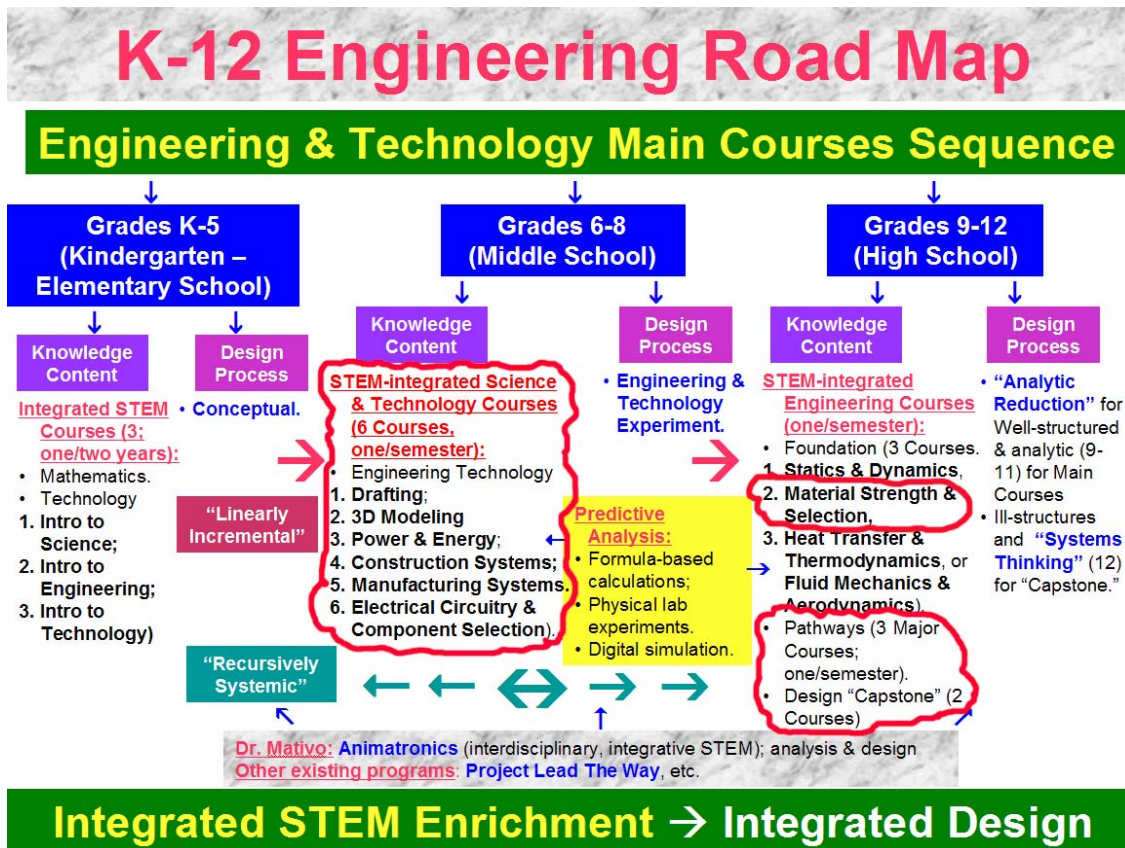 K-12 Engineering Road Map
Engineering & Technology Main Courses Sequence
Grades K-5
(Kindergarten –
Elementary School)
Knowledge
Content
Design
Process
Integrated STEM
Courses (3;
one/two years):
• Mathematics.
• Technology
1. Intro to
Science;
2. Intro to
Engineering;
3. Intro to
Technology)
• Conceptual.
"Linearly
Incremental"
"Recursively
Systemic"
Grades 6-8
(Middle School)
Knowledge
Content
Design
Process
STEM-integrated Science
& Technology Courses
(6 Courses,
one/semester):
• Engineering Technology
1. Drafting;
2. 3D Modeling
3. Power & Energy;
4. Construction Systems;
5. Manufacturing Systems.
6. Electrical Circuitry &
Component Selection).
• Engineering &
Technology
Experiment.
Predictive
Analysis:
• Formula-based
calculations;
• Physical lab
experiments.
• Digital simulation.
Grades 9-12
(High School)
Knowledge
Content
Design
Process
STEM-integrated
Engineering Courses
(one/semester):
• Foundation (3 Courses.
1. Statics & Dynamics,
2. Material Strength &
Selection,
3. Heat Transfer &
Thermodynamics, or
Fluid Mechanics &
Aerodynamics).
• Pathways (3 Major
Courses;
one/semester).
• Design "Capstone" (2
Courses)
• "Analytic
Reduction" for
Well-structured
& analytic (9-
11) for Main
Courses
• Ill-structures
and "Systems
Thinking" (12)
for "Capstone."
Dr. Mativo: Animatronics (interdisciplinary, integrative STEM); analysis & design
Other existing programs: Project Lead The Way, etc.
Integrated STEM Enrichment → Integrated Design